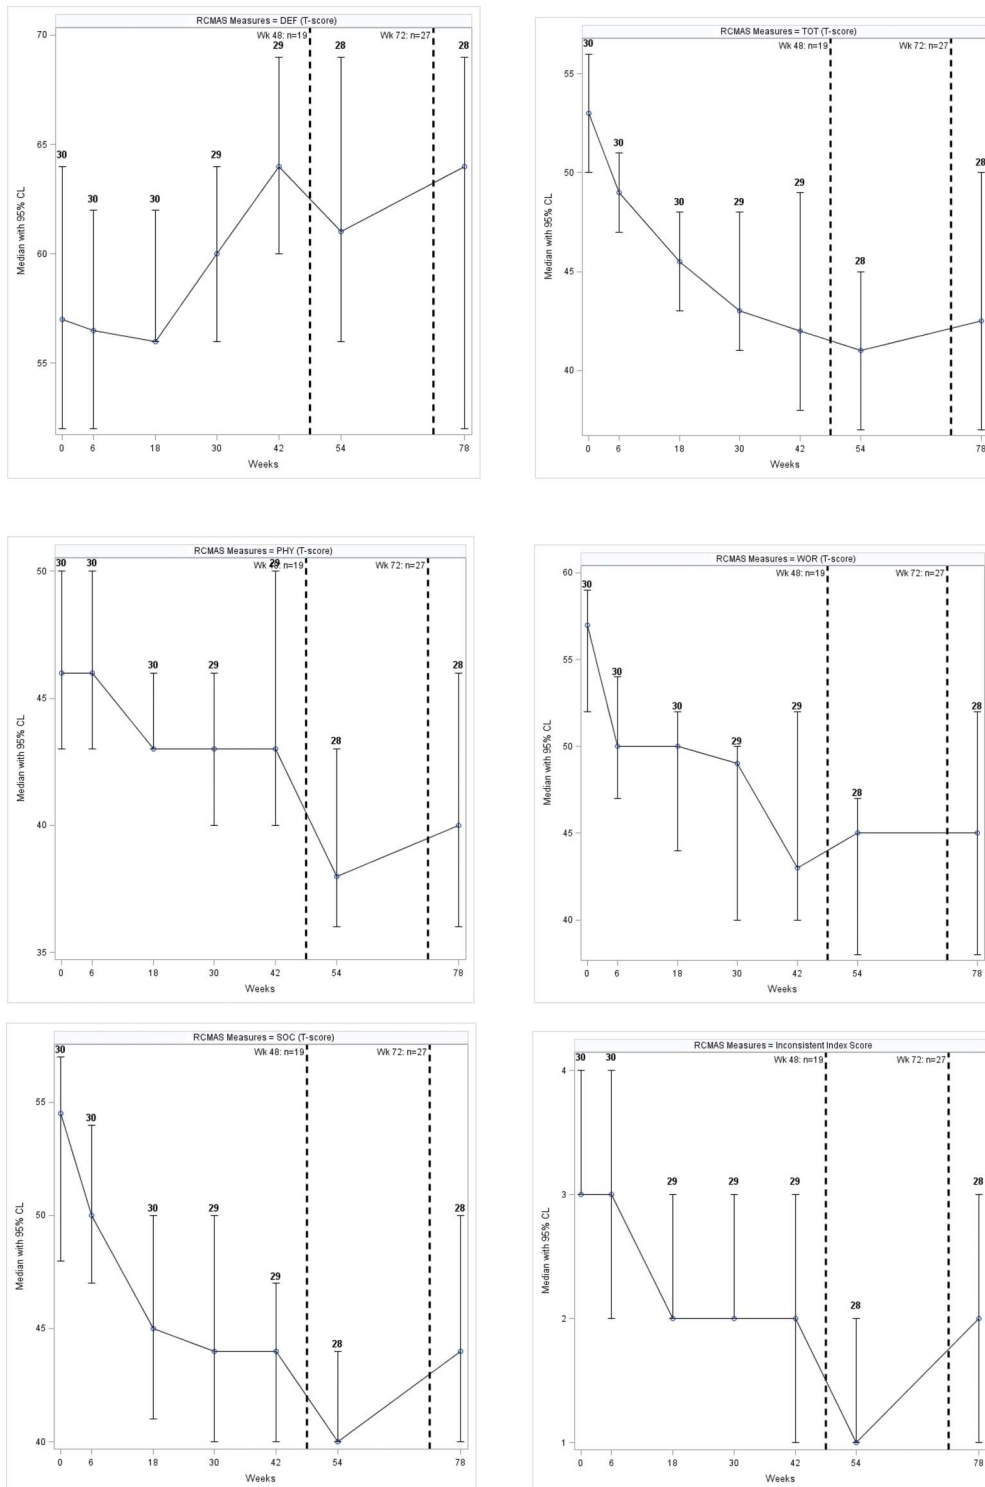 RCMAS Measures = DEF (T-score)
Wk 48: n=19 Wk 72: n=27
30 30 30 29 29 28 28
70
65
60
55
Median with 95% CL
0 6 18 30 42 54 78
Weeks
RCMAS Measures = TOT (T-score)
Wk 48: n=19 Wk 72: n=27
30 30 30 29 29 28 28
55
50
45
40
Median with 95% CL
0 6 18 30 42 54 78
Weeks
RCMAS Measures = PHY (T-score)
Wk 48: n=19 Wk 72: n=27
30 30 30 29 29 28 28
50
45
40
35
Median with 95% CL
0 6 18 30 42 54 78
Weeks
RCMAS Measures = WOR (T-score)
Wk 48: n=19 Wk 72: n=27
30 30 30 29 29 28 28
60
55
50
45
40
Median with 95% CL
0 6 18 30 42 54 78
Weeks
RCMAS Measures = SOC (T-score)
Wk 48: n=19 Wk 72: n=27
30 30 30 29 29 28 28
55
50
45
40
Median with 95% CL
0 6 18 30 42 54 78
Weeks
RCMAS Measures = Inconsistent Index Score
Wk 48: n=19 Wk 72: n=27
30 30 29 29 29 28 28
4
3
2
1
Median with 95% CL
0 6 18 30 42 54 78
Weeks